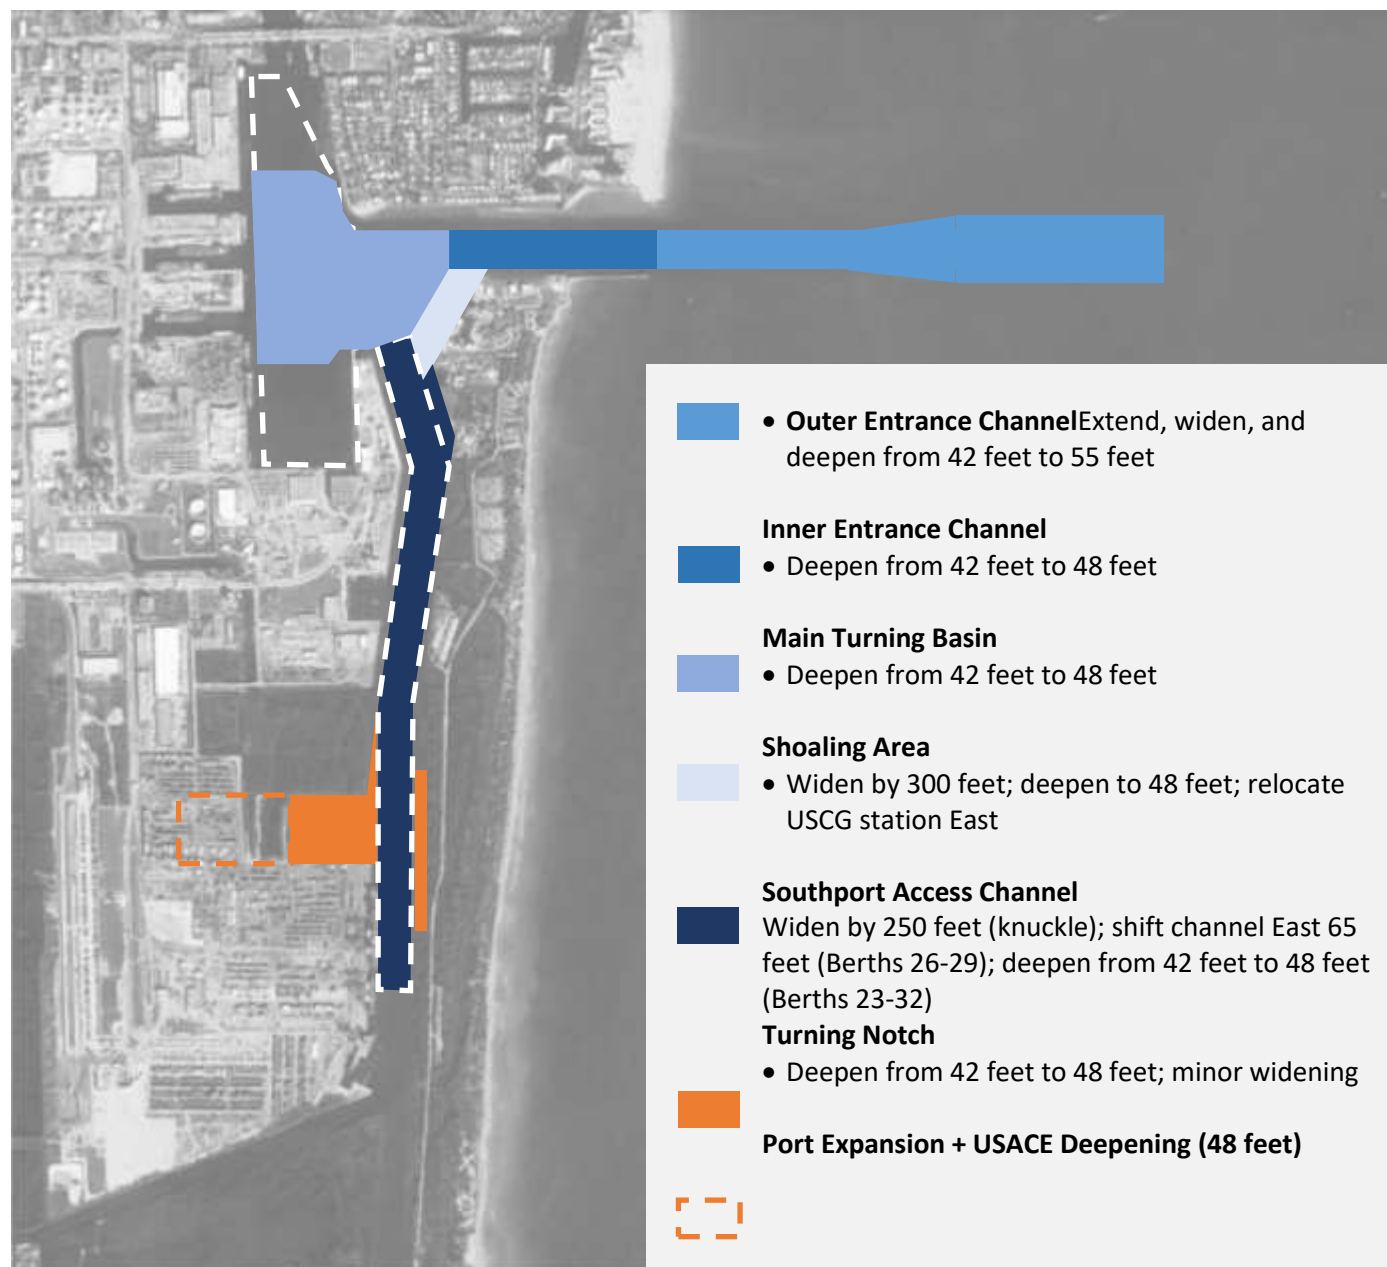 • Outer Entrance ChannelExtend, widen, and
deepen from 42 feet to 55 feet
Inner Entrance Channel
• Deepen from 42 feet to 48 feet
Main Turning Basin
• Deepen from 42 feet to 48 feet
Shoaling Area
• Widen by 300 feet; deepen to 48 feet; relocate
USCG station East
Southport Access Channel
Widen by 250 feet (knuckle); shift channel East 65
feet (Berths 26-29); deepen from 42 feet to 48 feet
(Berths 23-32)
Turning Notch
• Deepen from 42 feet to 48 feet; minor widening
Port Expansion + USACE Deepening (48 feet)